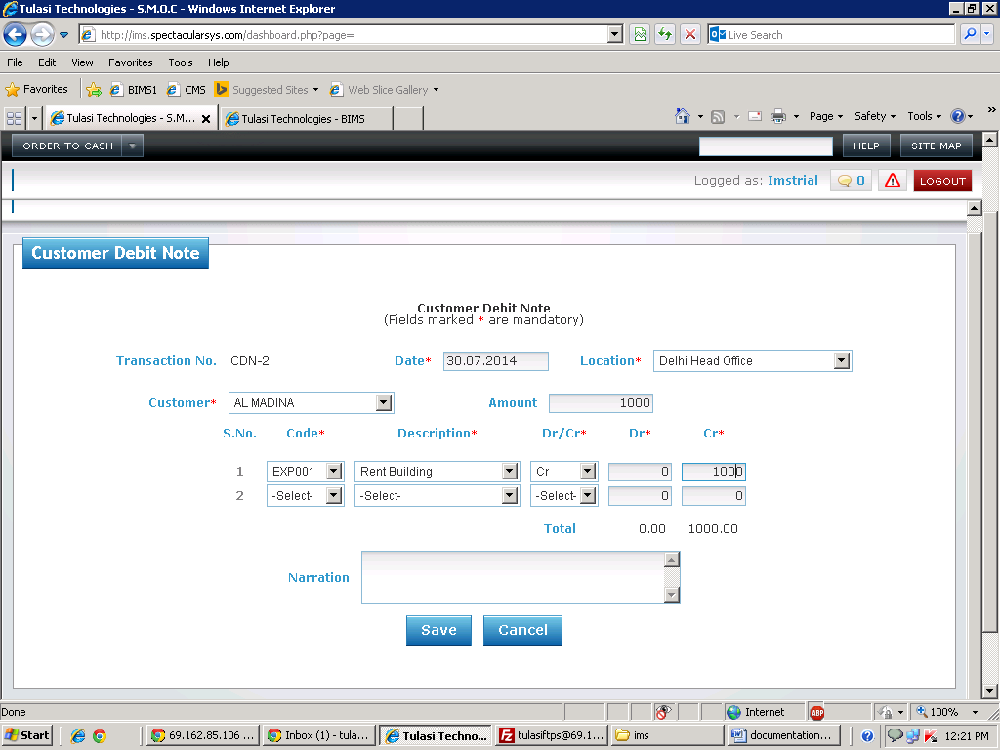 Tulasi Technologies - S.M.O.C - Windows Internet Explorer
http://ims.spectacularsys.com/dashboard.php?page=
Live Search
File Edit View Favorites Tools Help
Favorites BIMS1 CMS Suggested Sites Web Slice Gallery
Tulasi Technologies - S.M... Tulasi Technologies - BIMS Page Safety Tools
ORDER TO CASH HELP SITE MAP
Logged as: Imstrial 0 LOGOUT
Customer Debit Note
Customer Debit Note
(Fields marked * are mandatory)
Transaction No. CDN-2 Date* 30.07.2014 Location* Delhi Head Office
Customer* AL MADINA Amount 1000
S.No. Code* Description* Dr/Cr* Dr* Cr*
1 EXP001 Rent Building Cr 0 1000
2 -Select- -Select- -Select- 0 0
Total 0.00 1000.00
Narration
Save Cancel
Done Internet ABP 100%
Start 69.162.85.106 ... Inbox (1) - tula... Tulasi Techno... tulasiftps@69.1... ims documentation... 12:21 PM